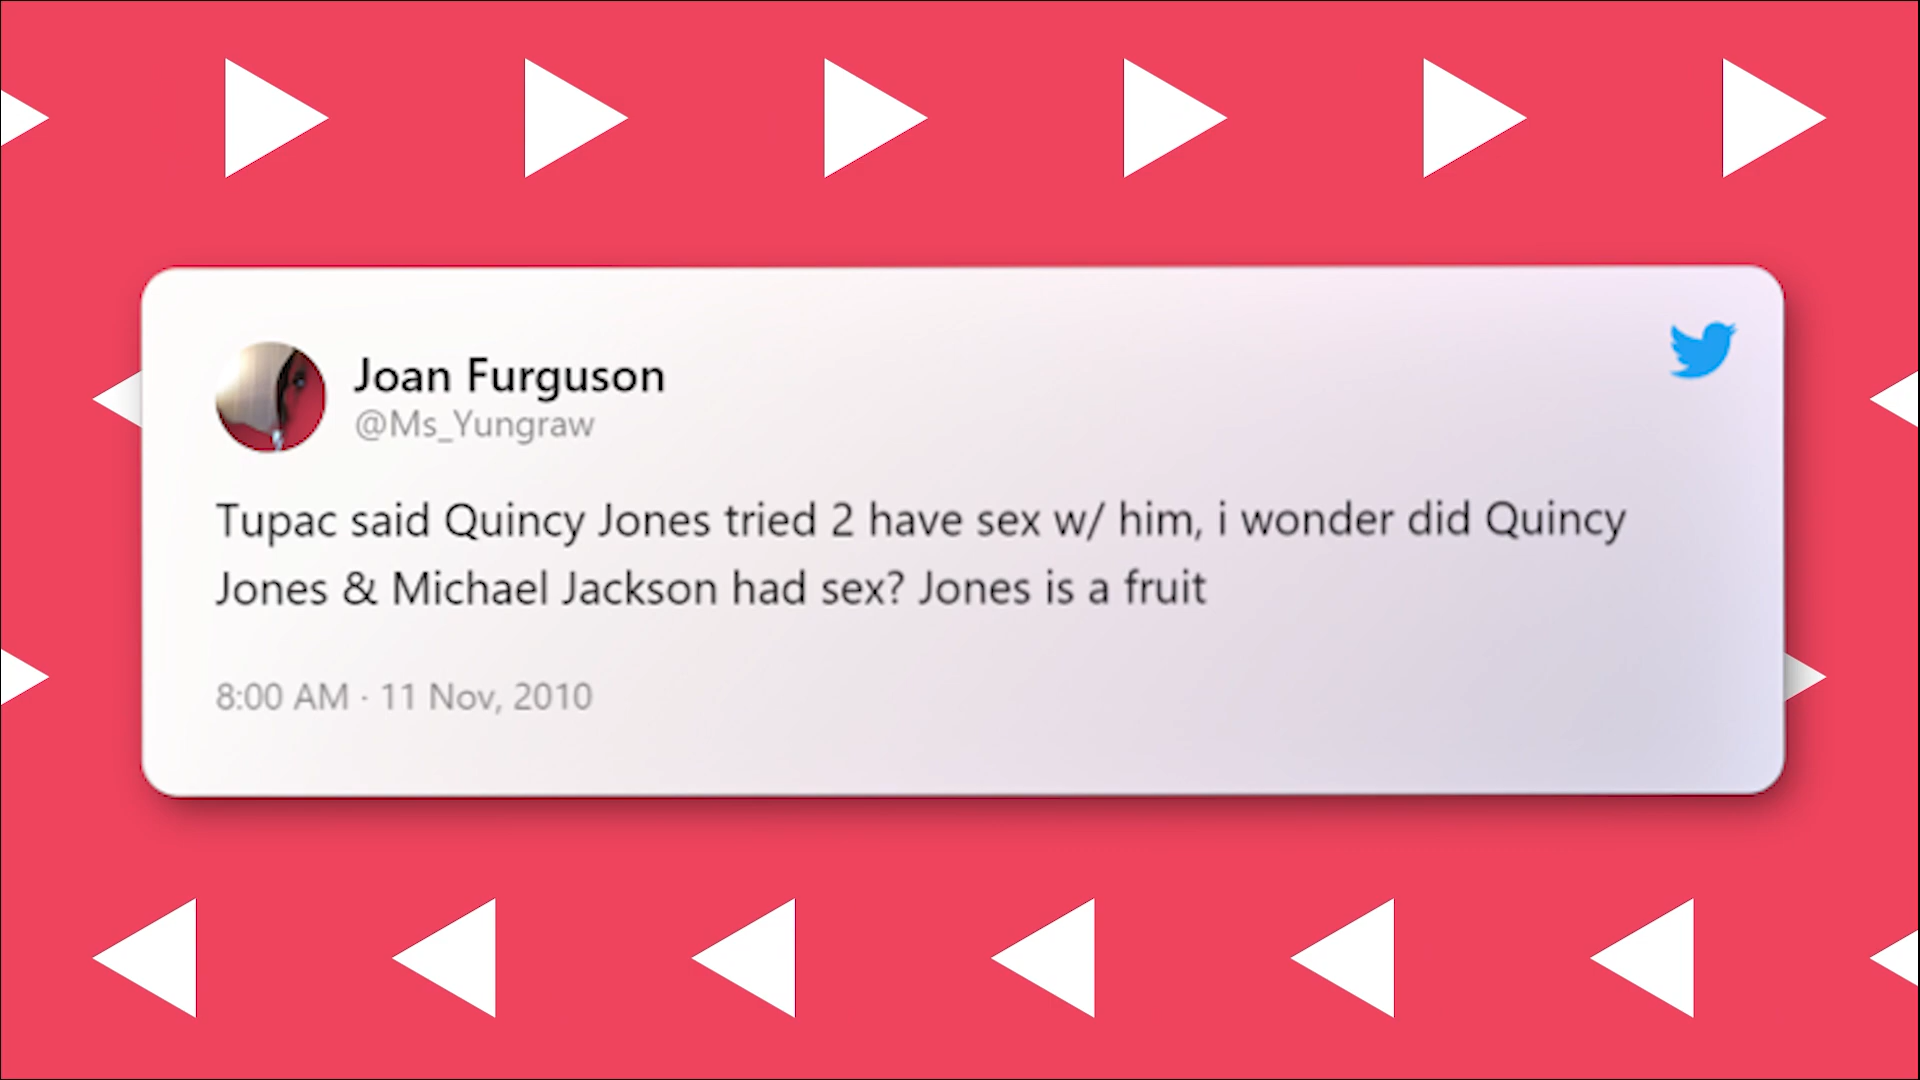 Joan Furguson
@Ms_Yungraw
Tupac said Quincy Jones tried 2 have sex w/ him, i wonder did Quincy
Jones & Michael Jackson had sex? Jones is a fruit
8:00 AM · 11 Nov, 2010